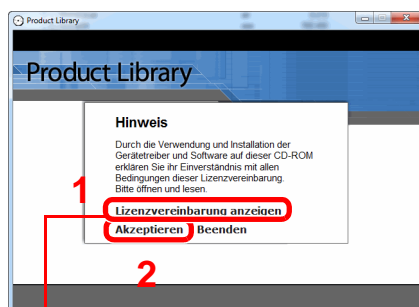 Product Library
Product Library
Hinweis
Durch die Verwendung und Installation der
Gerätetreiber und Software auf dieser CD-ROM
erklären Sie ihr Einverständnis mit allen
Bedingungen dieser Lizenzvereinbarung.
Bitte öffnen und lesen.
1
Lizenzvereinbarung anzeigen
Akzeptieren Beenden
2